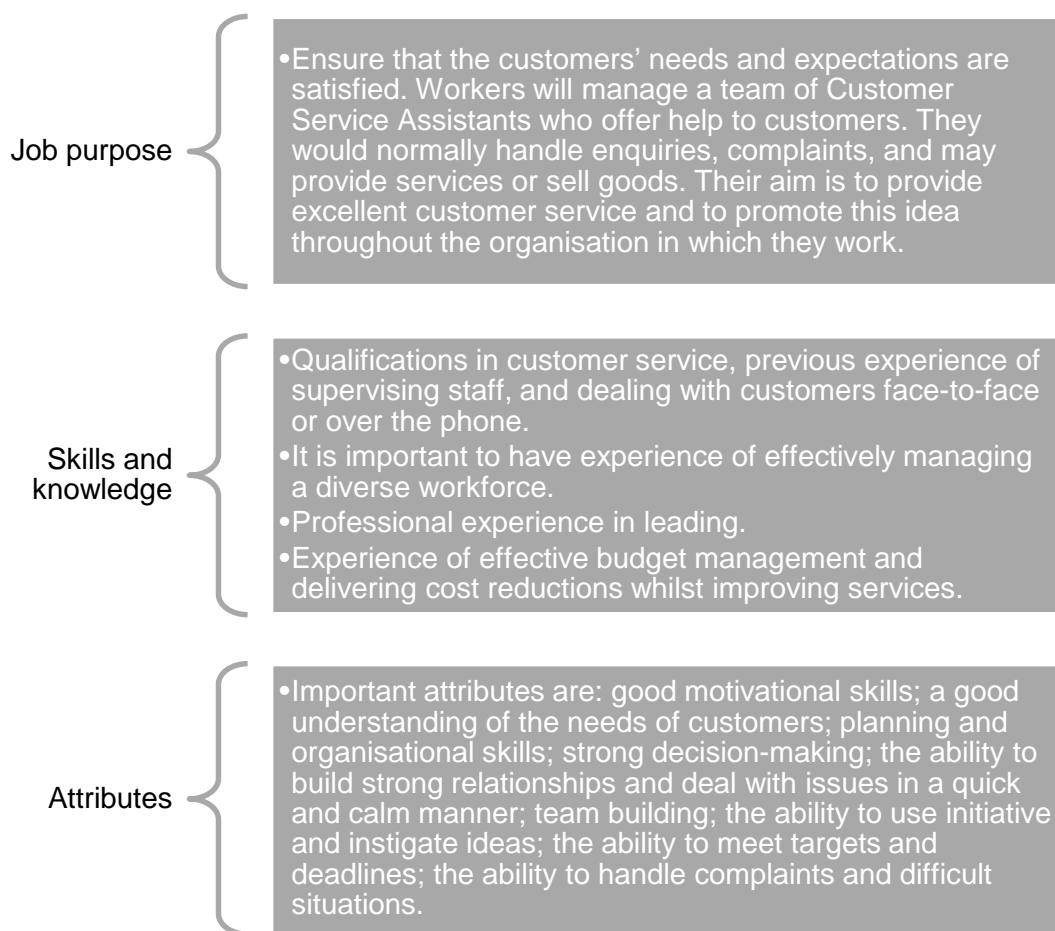 Job purpose
•Ensure that the customers’ needs and expectations are
satisfied. Workers will manage a team of Customer
Service Assistants who offer help to customers. They
would normally handle enquiries, complaints, and may
provide services or sell goods. Their aim is to provide
excellent customer service and to promote this idea
throughout the organisation in which they work.
Skills and
knowledge
•Qualifications in customer service, previous experience of
supervising staff, and dealing with customers face-to-face
or over the phone.
•It is important to have experience of effectively managing
a diverse workforce.
•Professional experience in leading.
•Experience of effective budget management and
delivering cost reductions whilst improving services.
Attributes
•Important attributes are: good motivational skills; a good
understanding of the needs of customers; planning and
organisational skills; strong decision-making; the ability to
build strong relationships and deal with issues in a quick
and calm manner; team building; the ability to use initiative
and instigate ideas; the ability to meet targets and
deadlines; the ability to handle complaints and difficult
situations.